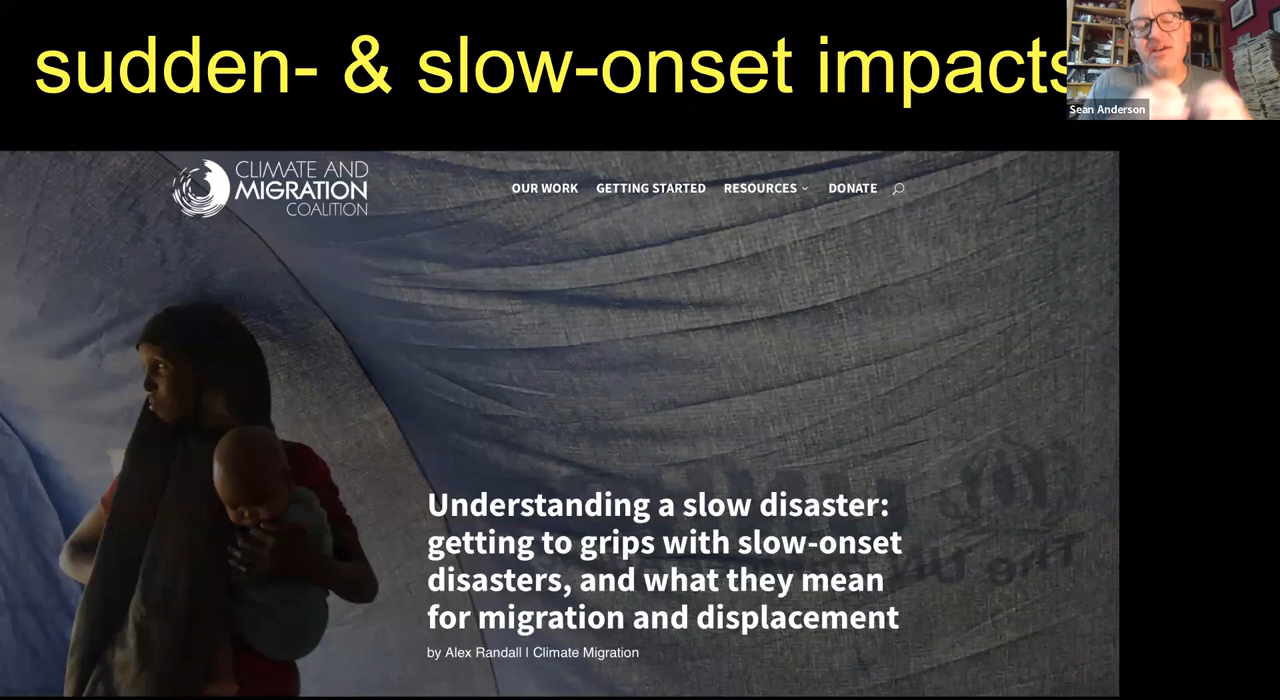 sudden- & slow-onset impacts
Sean Anderson
CLIMATE AND
MIGRATION
COALITION
OUR WORK GETTING STARTED RESOURCES DONATE
Understanding a slow disaster:
getting to grips with slow-onset
disasters, and what they mean
for migration and displacement
by Alex Randall | Climate Migration